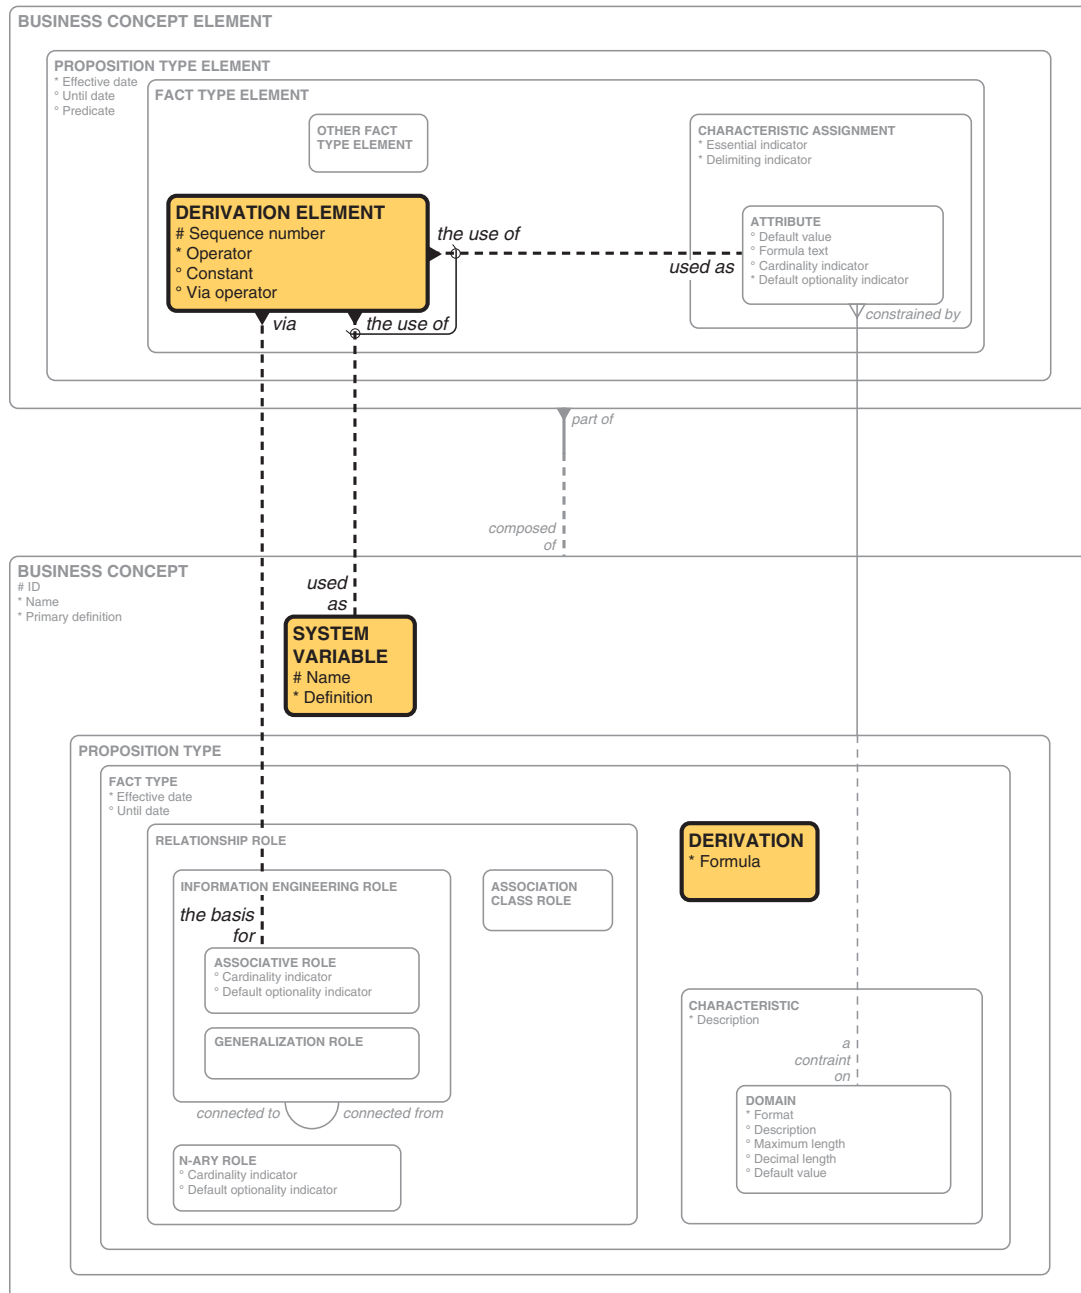 BUSINESS CONCEPT ELEMENT
PROPOSITION TYPE ELEMENT
* Effective date
° Until date
° Predicate
FACT TYPE ELEMENT
OTHER FACT
TYPE ELEMENT
CHARACTERISTIC ASSIGNMENT
* Essential indicator
* Delimiting indicator
DERIVATION ELEMENT
# Sequence number
* Operator
° Constant
° Via operator
the use of
used as
ATTRIBUTE
° Default value
° Formula text
° Cardinality indicator
* Default optionality indicator
via
the use of
constrained by
part of
composed
of
BUSINESS CONCEPT
# ID
* Name
* Primary definition
used
as
SYSTEM
VARIABLE
# Name
* Definition
PROPOSITION TYPE
FACT TYPE
* Effective date
° Until date
RELATIONSHIP ROLE
DERIVATION
* Formula
INFORMATION ENGINEERING ROLE
ASSOCIATION
CLASS ROLE
the basis
for
ASSOCIATIVE ROLE
° Cardinality indicator
° Default optionality indicator
GENERALIZATION ROLE
CHARACTERISTIC
* Description
a
contraint
on
connected to
connected from
DOMAIN
* Format
° Description
° Maximum length
° Decimal length
° Default value
N-ARY ROLE
° Cardinality indicator
° Default optionality indicator